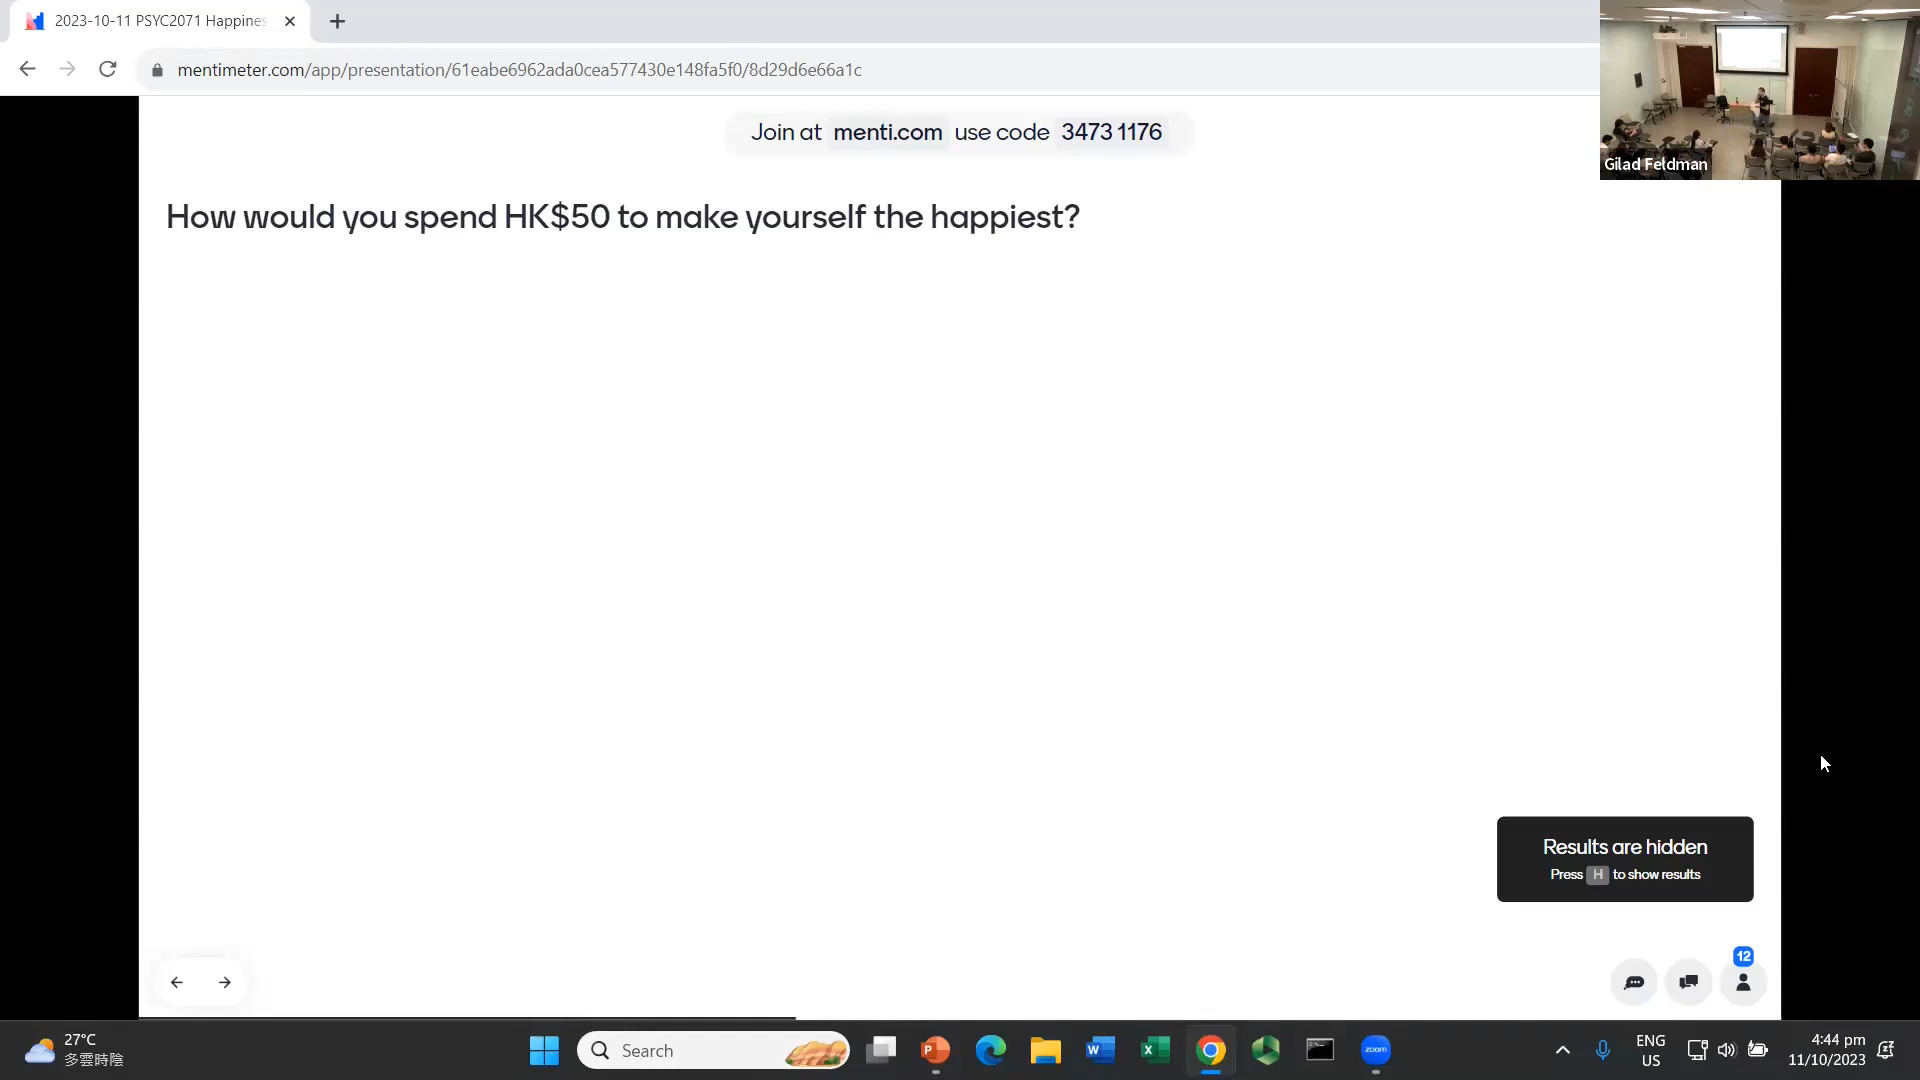 2023-10-11 PSYC2071 Happines
mentimeter.com/app/presentation/61eabe6962ada0cea577430e148fa5f0/8d29d6e66a1c
Gilad Feldman
Join at menti.com use code 3473 1176
How would you spend HK$50 to make yourself the happiest?
Results are hidden
Press H to show results
12
27°C
多雲時陰
Search
zoom
ENG
US
4:44 pm
11/10/2023